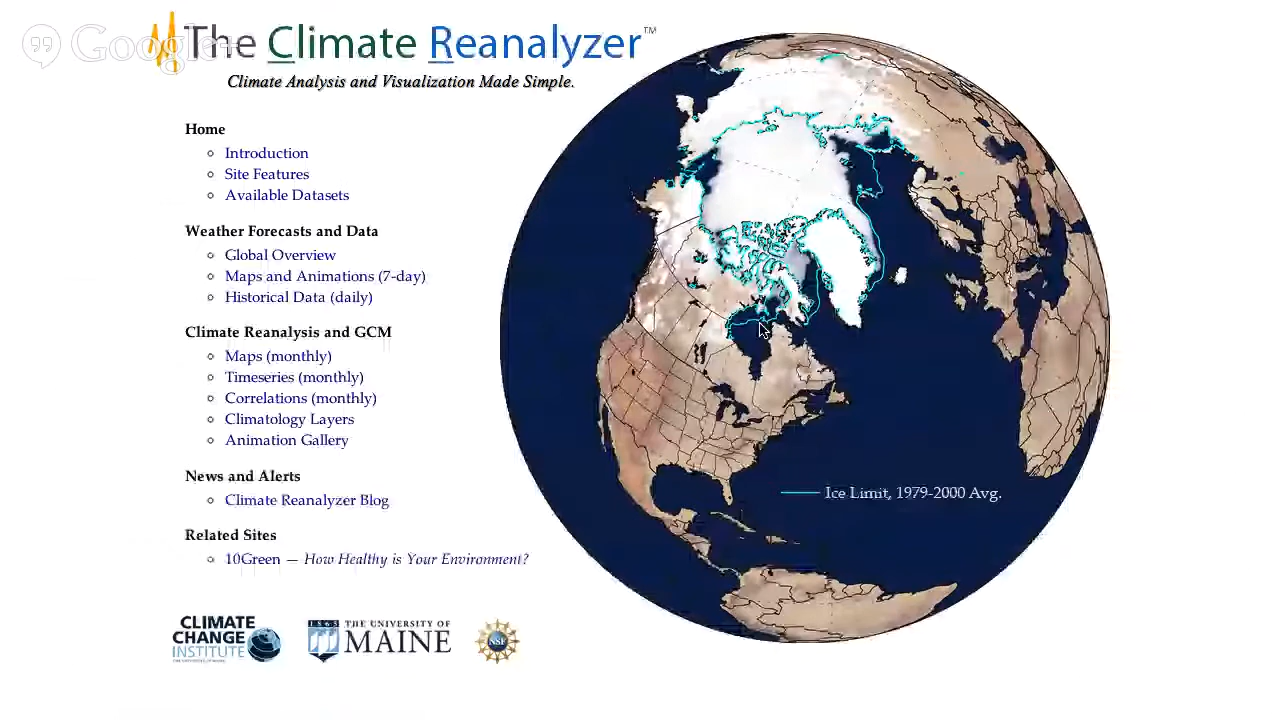 Google+
The Climate Reanalyzer™
Climate Analysis and Visualization Made Simple.
Home
Introduction
Site Features
Available Datasets
Weather Forecasts and Data
Global Overview
Maps and Animations (7-day)
Historical Data (daily)
Climate Reanalysis and GCM
Maps (monthly)
Timeseries (monthly)
Correlations (monthly)
Climatology Layers
Animation Gallery
News and Alerts
Climate Reanalyzer Blog
Related Sites
10Green — How Healthy is Your Environment?
Ice Limit, 1979-2000 Avg.
CLIMATE
CHANGE
INSTITUTE
1865
THE UNIVERSITY OF
MAINE
NSF